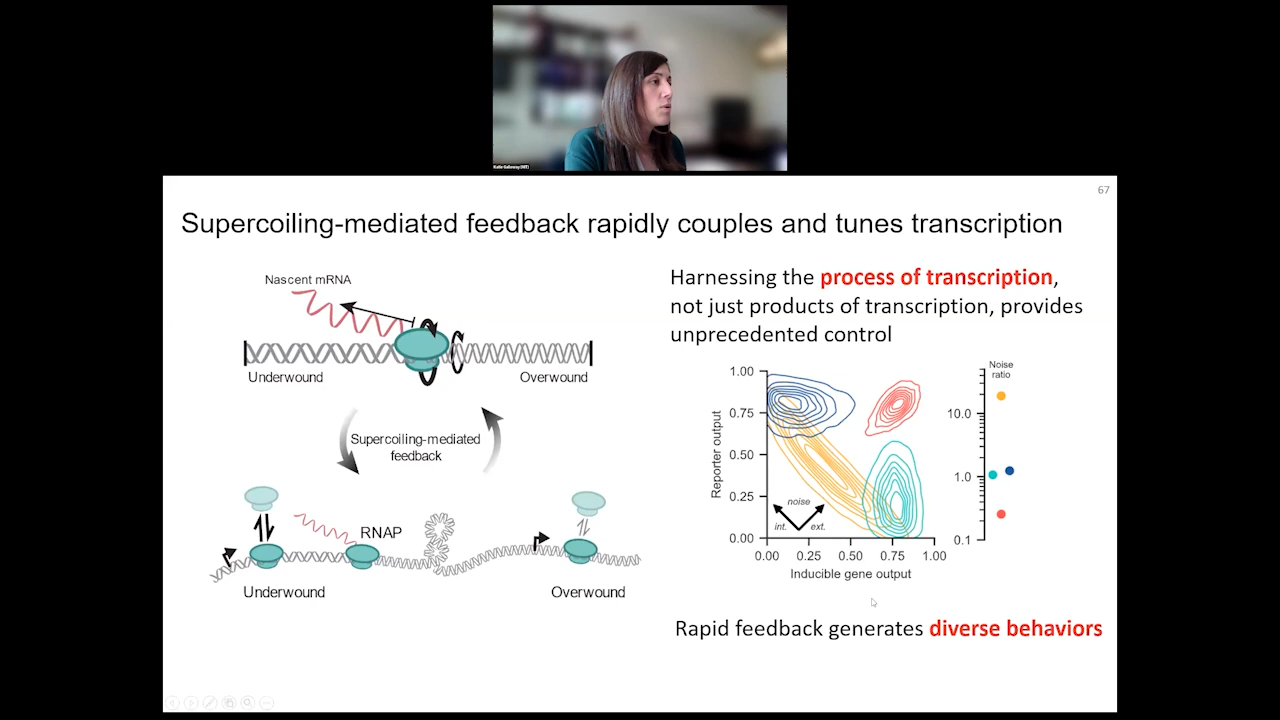 Katie Galloway (MIT)
67
Supercoiling-mediated feedback rapidly couples and tunes transcription
Nascent mRNA
Underwound
Overwound
Supercoiling-mediated
feedback
RNAP
Underwound
Overwound
Harnessing the process of transcription,
not just products of transcription, provides
unprecedented control
Reporter output
1.00
0.75
0.50
0.25
0.00
noise
int.
ext.
0.00
0.25
0.50
0.75
1.00
Inducible gene output
Noise
ratio
10.0
1.0
0.1
Rapid feedback generates diverse behaviors